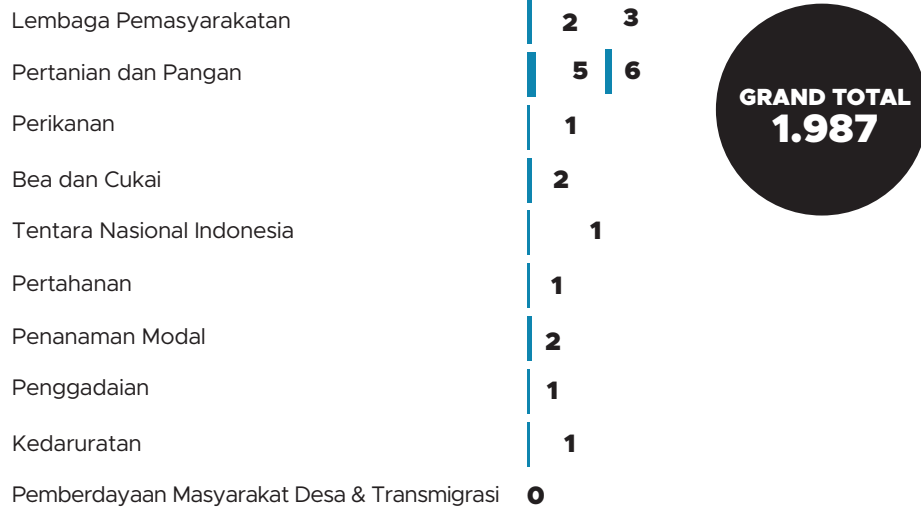 Lembaga Pemasyarakatan 2 3
Pertanian dan Pangan 5 6
Perikanan 1
Bea dan Cukai 2
Tentara Nasional Indonesia 1
Pertahanan 1
Penanaman Modal 2
Penggadaian 1
Kedaruratan 1
Pemberdayaan Masyarakat Desa & Transmigrasi 0
GRAND TOTAL
1.987